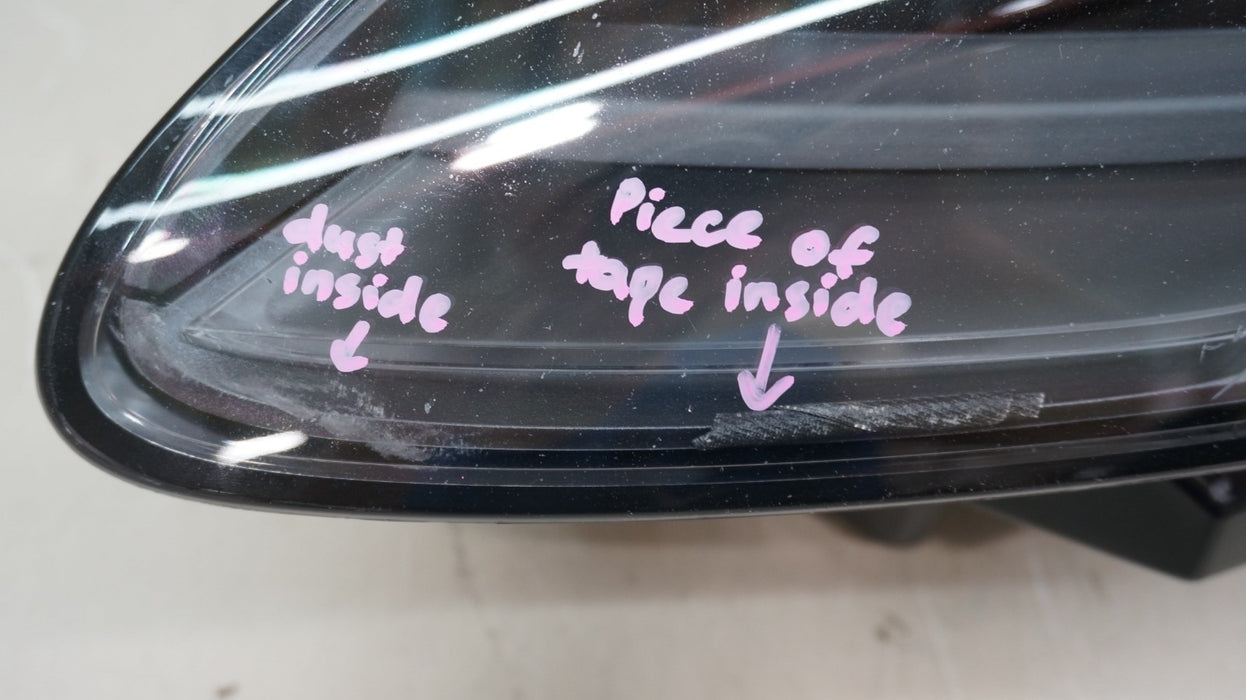 dust
inside
Piece of
tape inside